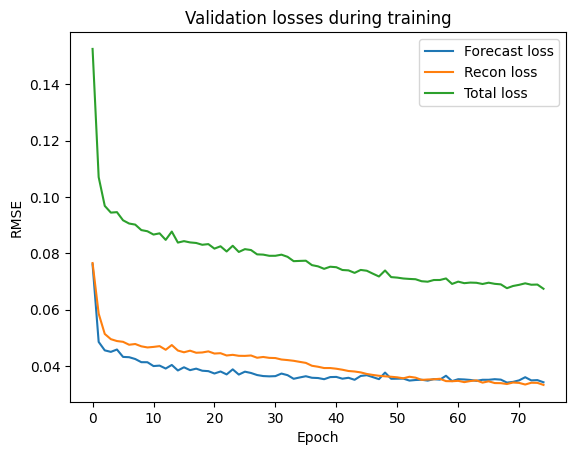 Validation losses during training
Forecast loss
Recon loss
Total loss
RMSE
0.14
0.12
0.10
0.08
0.06
0.04
0 10 20 30 40 50 60 70
Epoch